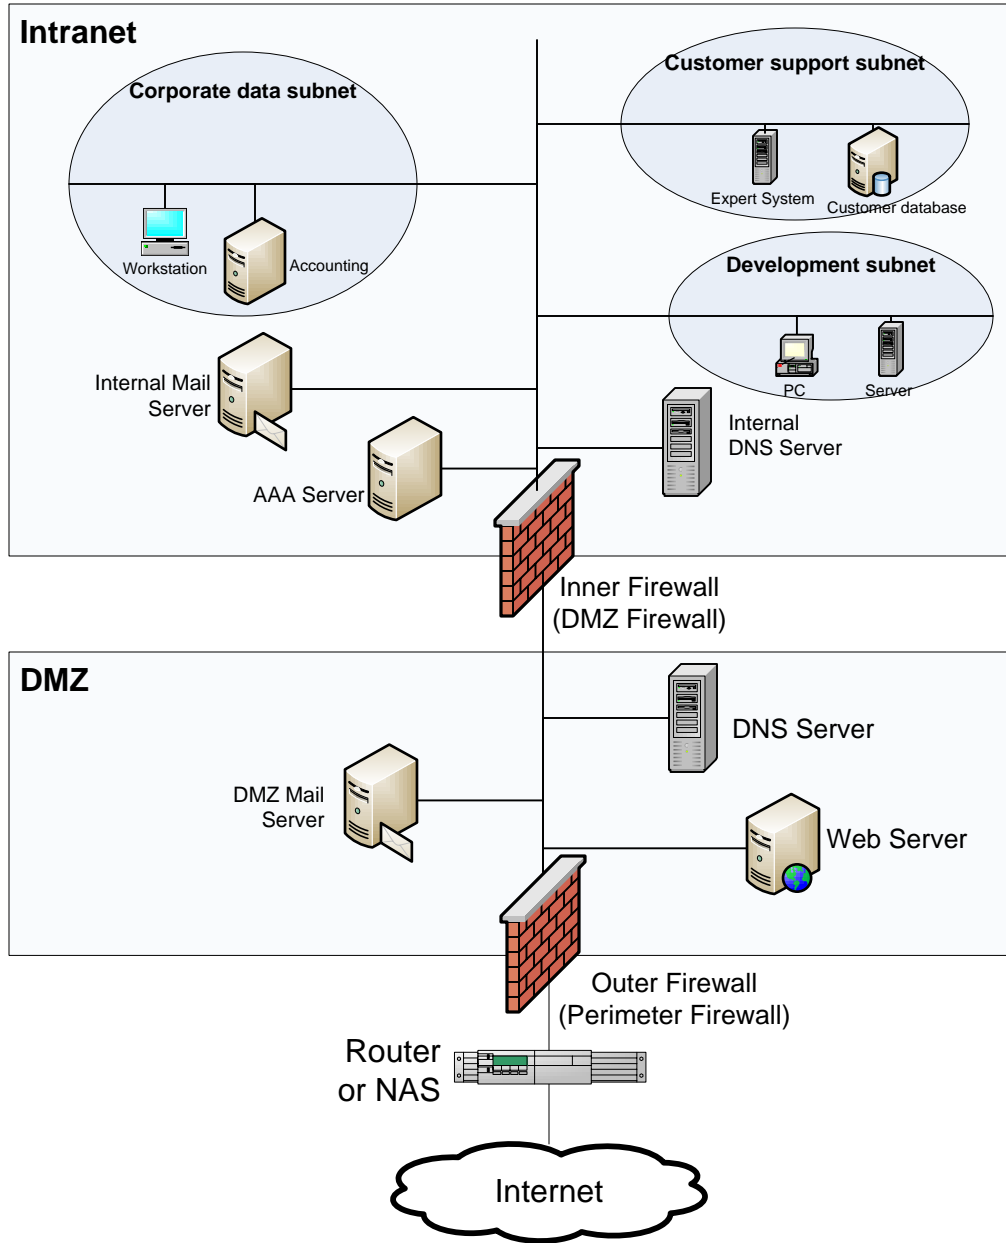 Intranet
Corporate data subnet
Workstation
Accounting
Customer support subnet
Expert System
Customer database
Development subnet
PC
Server
Internal Mail
Server
AAA Server
Internal
DNS Server
Inner Firewall
(DMZ Firewall)
DMZ
DNS Server
DMZ Mail
Server
Web Server
Outer Firewall
(Perimeter Firewall)
Router
or NAS
Internet